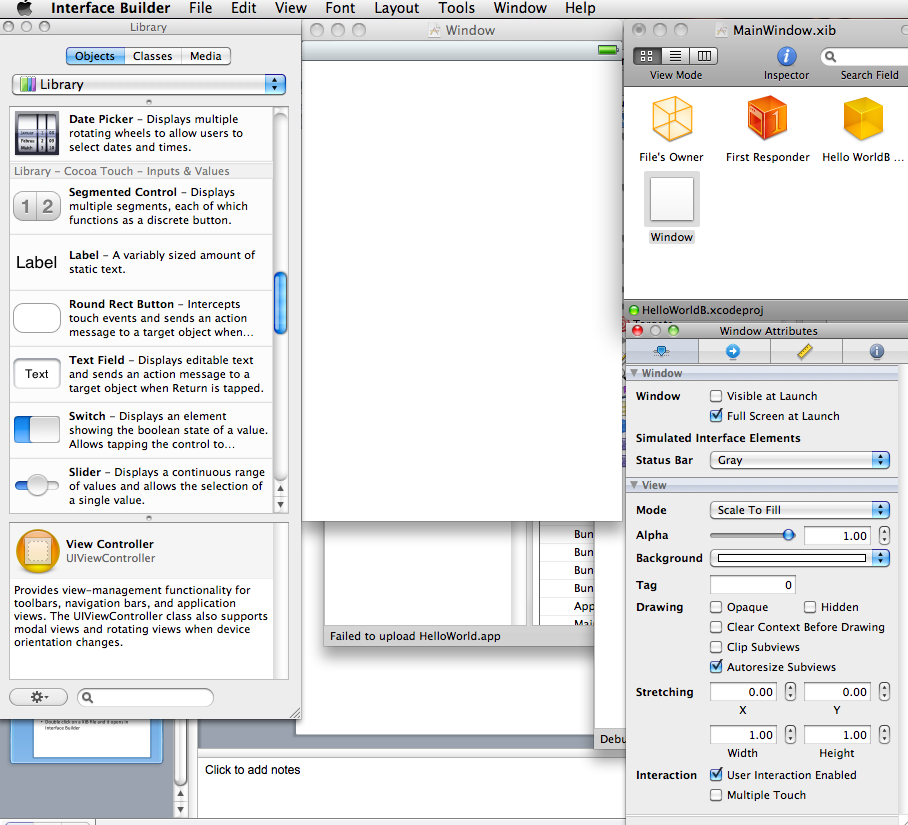 Interface Builder File Edit View Font Layout Tools Window Help
Library
Objects Classes Media
Library
Date Picker – Displays multiple
rotating wheels to allow users to
select dates and times.
Library – Cocoa Touch – Inputs & Values
1 2
Segmented Control – Displays
multiple segments, each of which
functions as a discrete button.
Label
Label – A variably sized amount of
static text.
Round Rect Button – Intercepts
touch events and sends an action
message to a target object when...
Text
Text Field – Displays editable text
and sends an action message to a
target object when Return is tapped.
Switch – Displays an element
showing the boolean state of a value.
Allows tapping the control to...
Slider – Displays a continuous range
of values and allows the selection of
a single value.
View Controller
UIViewController
Provides view-management functionality for
toolbars, navigation bars, and application
views. The UIViewController class also supports
modal views and rotating views when device
orientation changes.
Double click on a XIB file and it opens in
Interface Builder
Window
Bun
Bun
Bun
Bun
App
Mai
Failed to upload HelloWorld.app
Debu
Click to add notes
MainWindow.xib
View Mode Inspector Search Field
File's Owner First Responder Hello WorldB ...
Window
HelloWorldB.xcodeproj
Window Attributes
Window
Window Visible at Launch
Full Screen at Launch
Simulated Interface Elements
Status Bar Gray
View
Mode Scale To Fill
Alpha 1.00
Background
Tag 0
Drawing Opaque Hidden
Clear Context Before Drawing
Clip Subviews
Autoresize Subviews
Stretching 0.00 0.00
X Y
1.00 1.00
Width Height
Interaction User Interaction Enabled
Multiple Touch